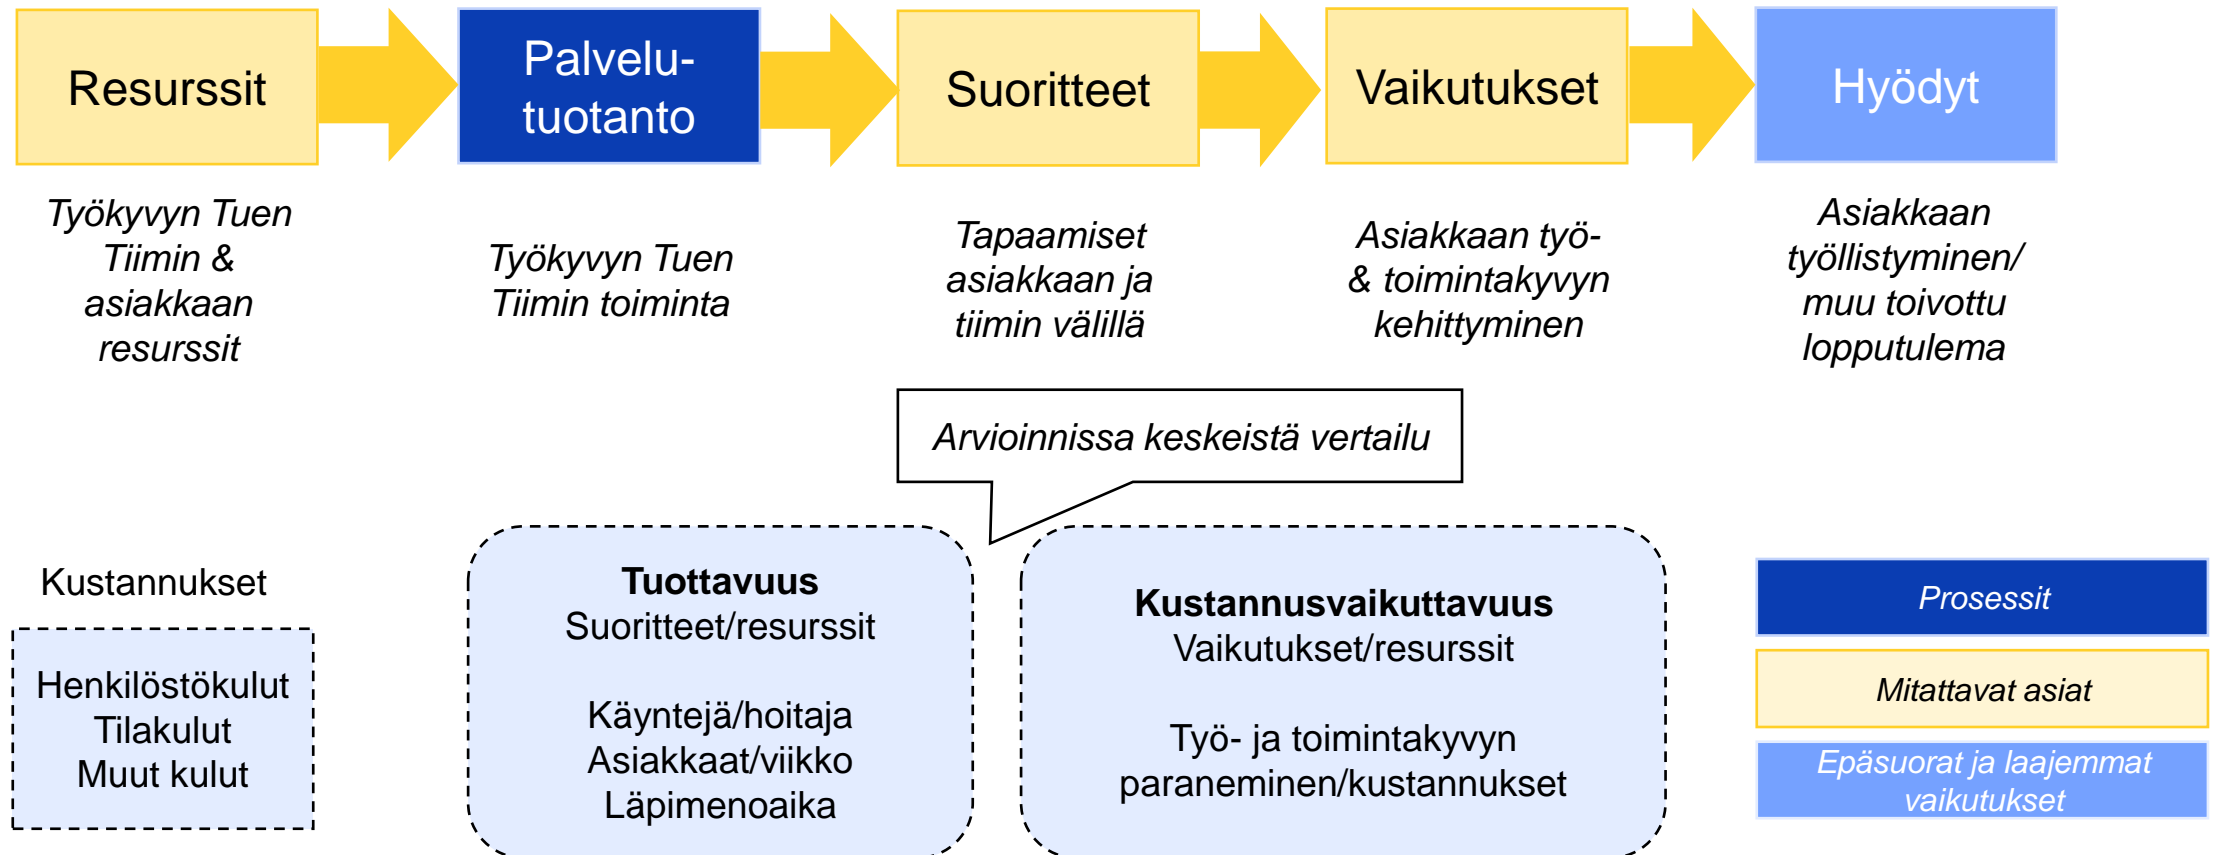 Resurssit
Palvelu-
tuotanto
Suoritteet
Vaikutukset
Hyödyt
Työkyvyn Tuen
Tiimin &
asiakkaan
resurssit
Työkyvyn Tuen
Tiimin toiminta
Tapaamiset
asiakkaan ja
tiimin välillä
Asiakkaan työ-
& toimintakyvyn
kehittyminen
Asiakkaan
työllistyminen/
muu toivottu
lopputulema
Arvioinnissa keskeistä vertailu
Kustannukset
Henkilöstökulut
Tilakulut
Muut kulut
Tuottavuus
Suoritteet/resurssit
Käyntejä/hoitaja
Asiakkaat/viikko
Läpimenoaika
Kustannusvaikuttavuus
Vaikutukset/resurssit
Työ- ja toimintakyvyn
paraneminen/kustannukset
Prosessit
Mitattavat asiat
Epäsuorat ja laajemmat
vaikutukset